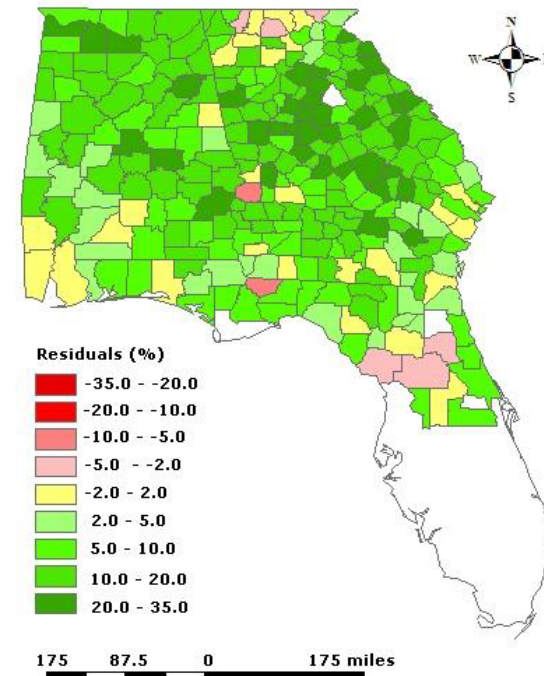 N
W
S
Residuals (%)
-35.0 - -20.0
-20.0 - -10.0
-10.0 - -5.0
-5.0 - -2.0
-2.0 - 2.0
2.0 - 5.0
5.0 - 10.0
10.0 - 20.0
20.0 - 35.0
175 87.5 0 175 miles